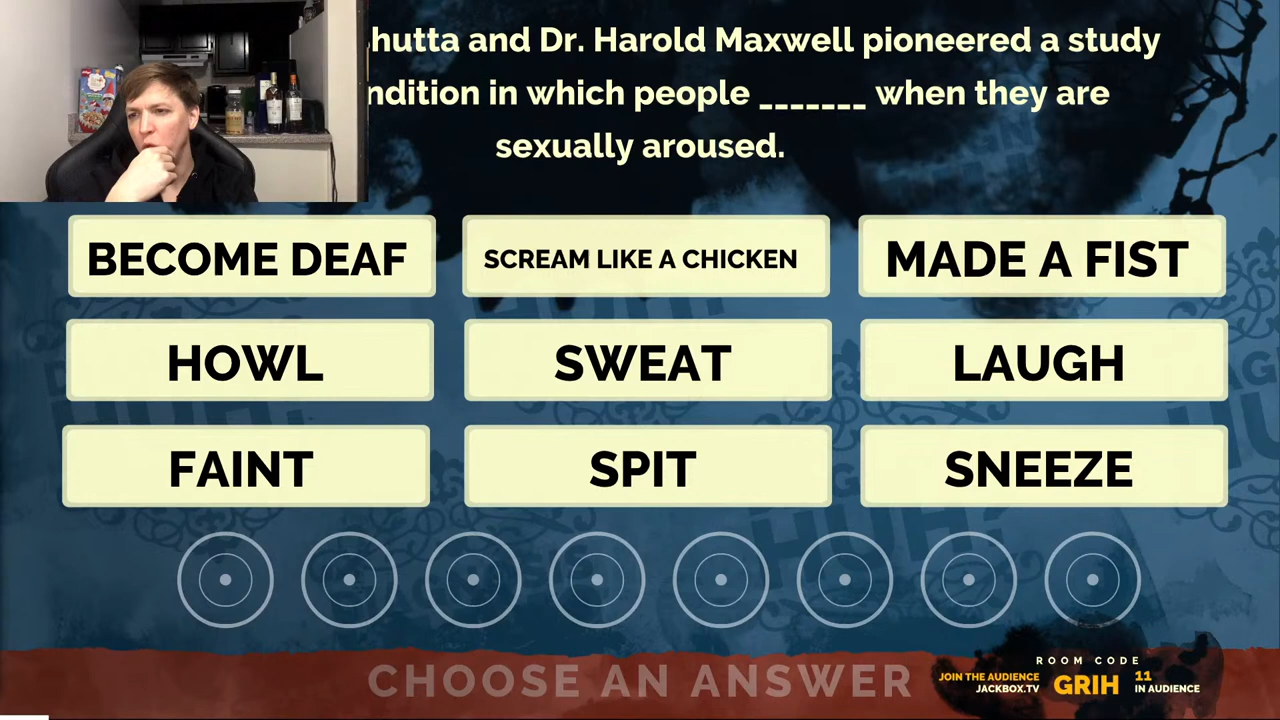 hutta and Dr. Harold Maxwell pioneered a study
ndition in which people _______ when they are
sexually aroused.
BECOME DEAF
SCREAM LIKE A CHICKEN
MADE A FIST
HOWL
SWEAT
LAUGH
FAINT
SPIT
SNEEZE
CHOOSE AN ANSWER
ROOM CODE
JOIN THE AUDIENCE
JACKBOX.TV
GRIH
11
IN AUDIENCE